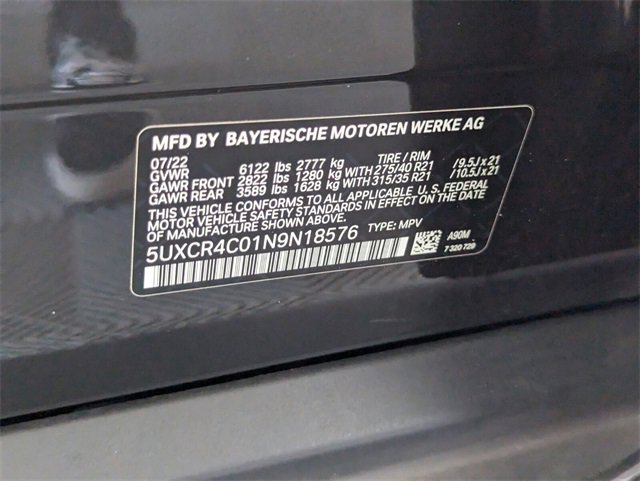 MFD BY BAYERISCHE MOTOREN WERKE AG
07/22 TIRE / RIM
GVWR 6122 lbs 2777 kg
GAWR FRONT 2822 lbs 1280 kg WITH 275/40 R21 /9.5J x 21
GAWR REAR 3589 lbs 1628 kg WITH 315/35 R21 /10.5J x 21
THIS VEHICLE CONFORMS TO ALL APPLICABLE U.S. FEDERAL
MOTOR VEHICLE SAFETY STANDARDS IN EFFECT ON THE DATE
OF MANUFACTURE SHOWN ABOVE.
5UXCR4C01N9N18576 TYPE: MPV
A90M
7 320 728